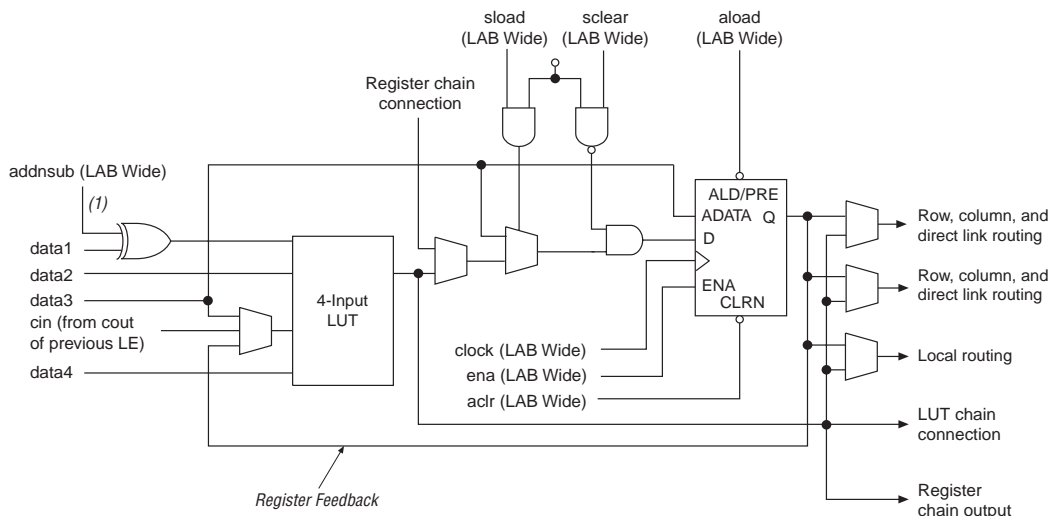 sload
(LAB Wide)
sclear
(LAB Wide)
aload
(LAB Wide)
Register chain
connection
addnsub (LAB Wide)
(1)
data1
data2
data3
cin (from cout
of previous LE)
data4
4-Input
LUT
ALD/PRE
ADATA
Q
D
ENA
CLRN
clock (LAB Wide)
ena (LAB Wide)
aclr (LAB Wide)
Row, column, and
direct link routing
Row, column, and
direct link routing
Local routing
LUT chain
connection
Register
chain output
Register Feedback